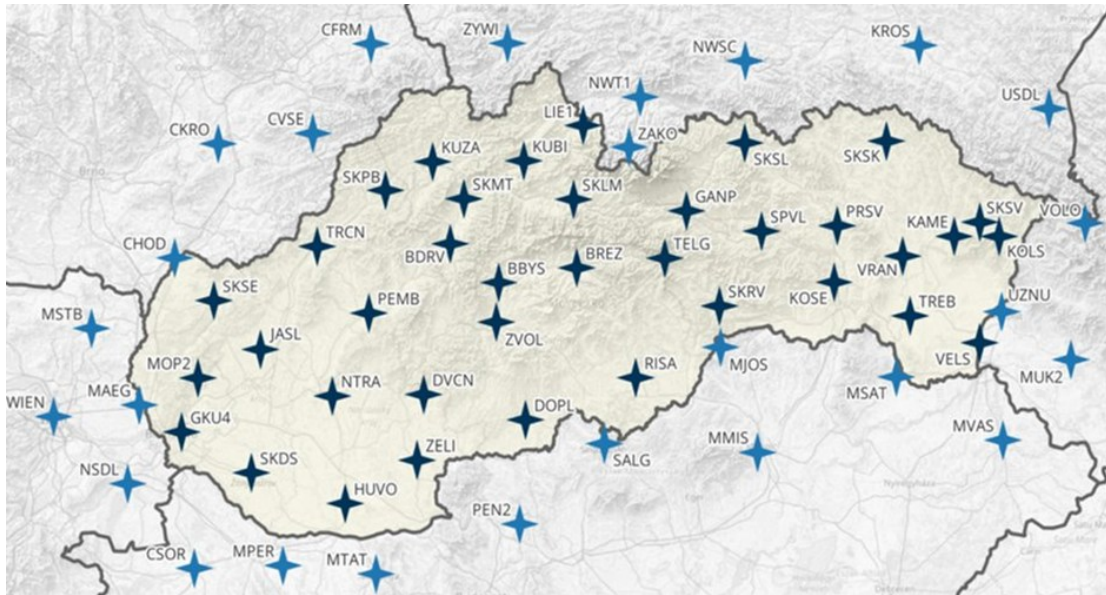 CFRM
ZYWI
KROS
NWSC
NWT1
USDL
LIE1
CVSE
CKRO
ZAKO
KUZA
KUBI
SKSL
SKSK
SKPB
SKMT
SKLM
GANP
SPVL
PRSV
KAME
SKSV
VOLO
TRCN
CHOD
BDRV
BBYS
BREZ
TELG
VRAN
KOLS
SKSE
PEMB
SKRV
KOSE
TREB
UZNU
MSTB
JASL
ZVOL
MOP2
NTRA
DVCN
RISA
MJOS
VELS
MSAT
MUK2
MAEG
WIEN
GKU4
DOPL
ZELI
SKDS
SALG
MMIS
MVAS
NSDL
HUVO
PEN2
CSOR
MPER
MTAT
Brno
Debrecen